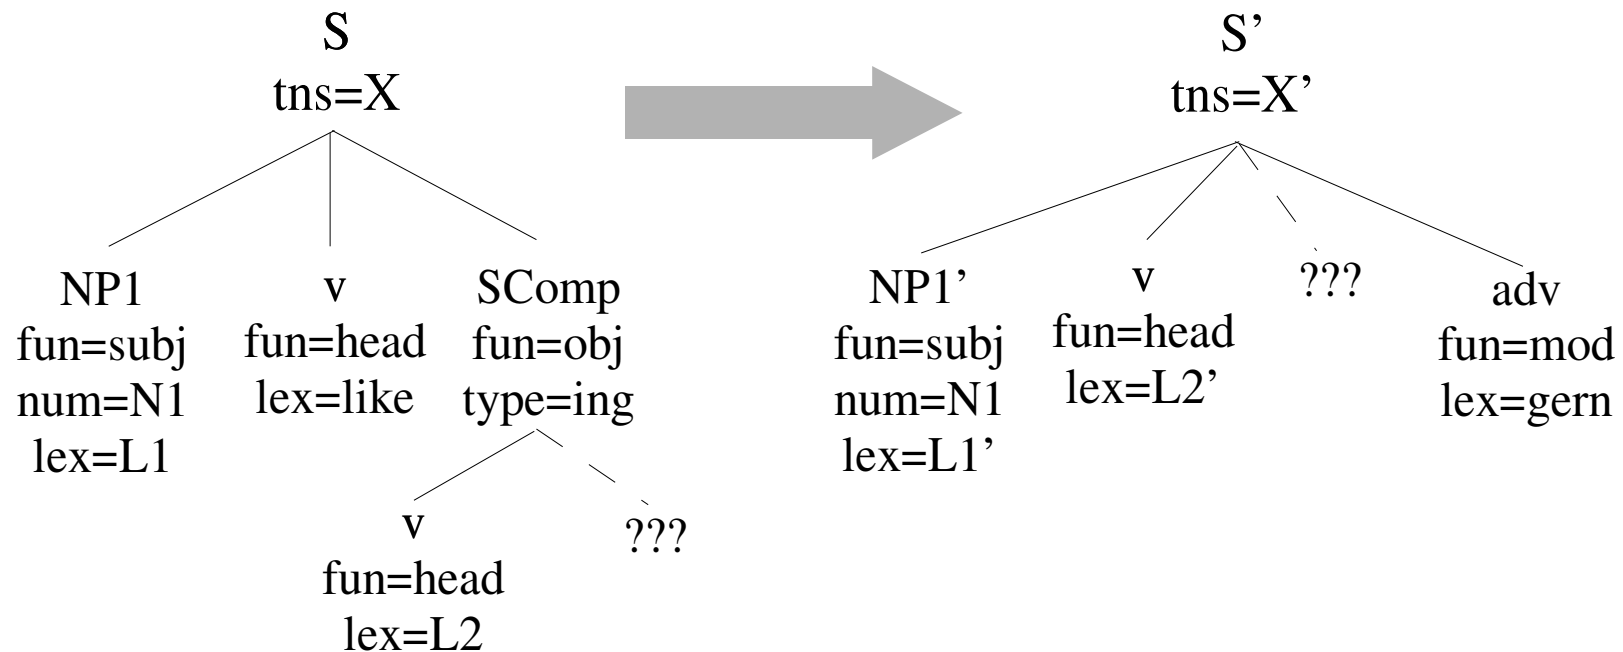 S
tns=X
NP1
fun=subj
num=N1
lex=L1
v
fun=head
lex=like
SComp
fun=obj
type=ing
v
fun=head
lex=L2
???
S’
tns=X’
NP1’
fun=subj
num=N1
lex=L1’
v
fun=head
lex=L2’
???
adv
fun=mod
lex=gern